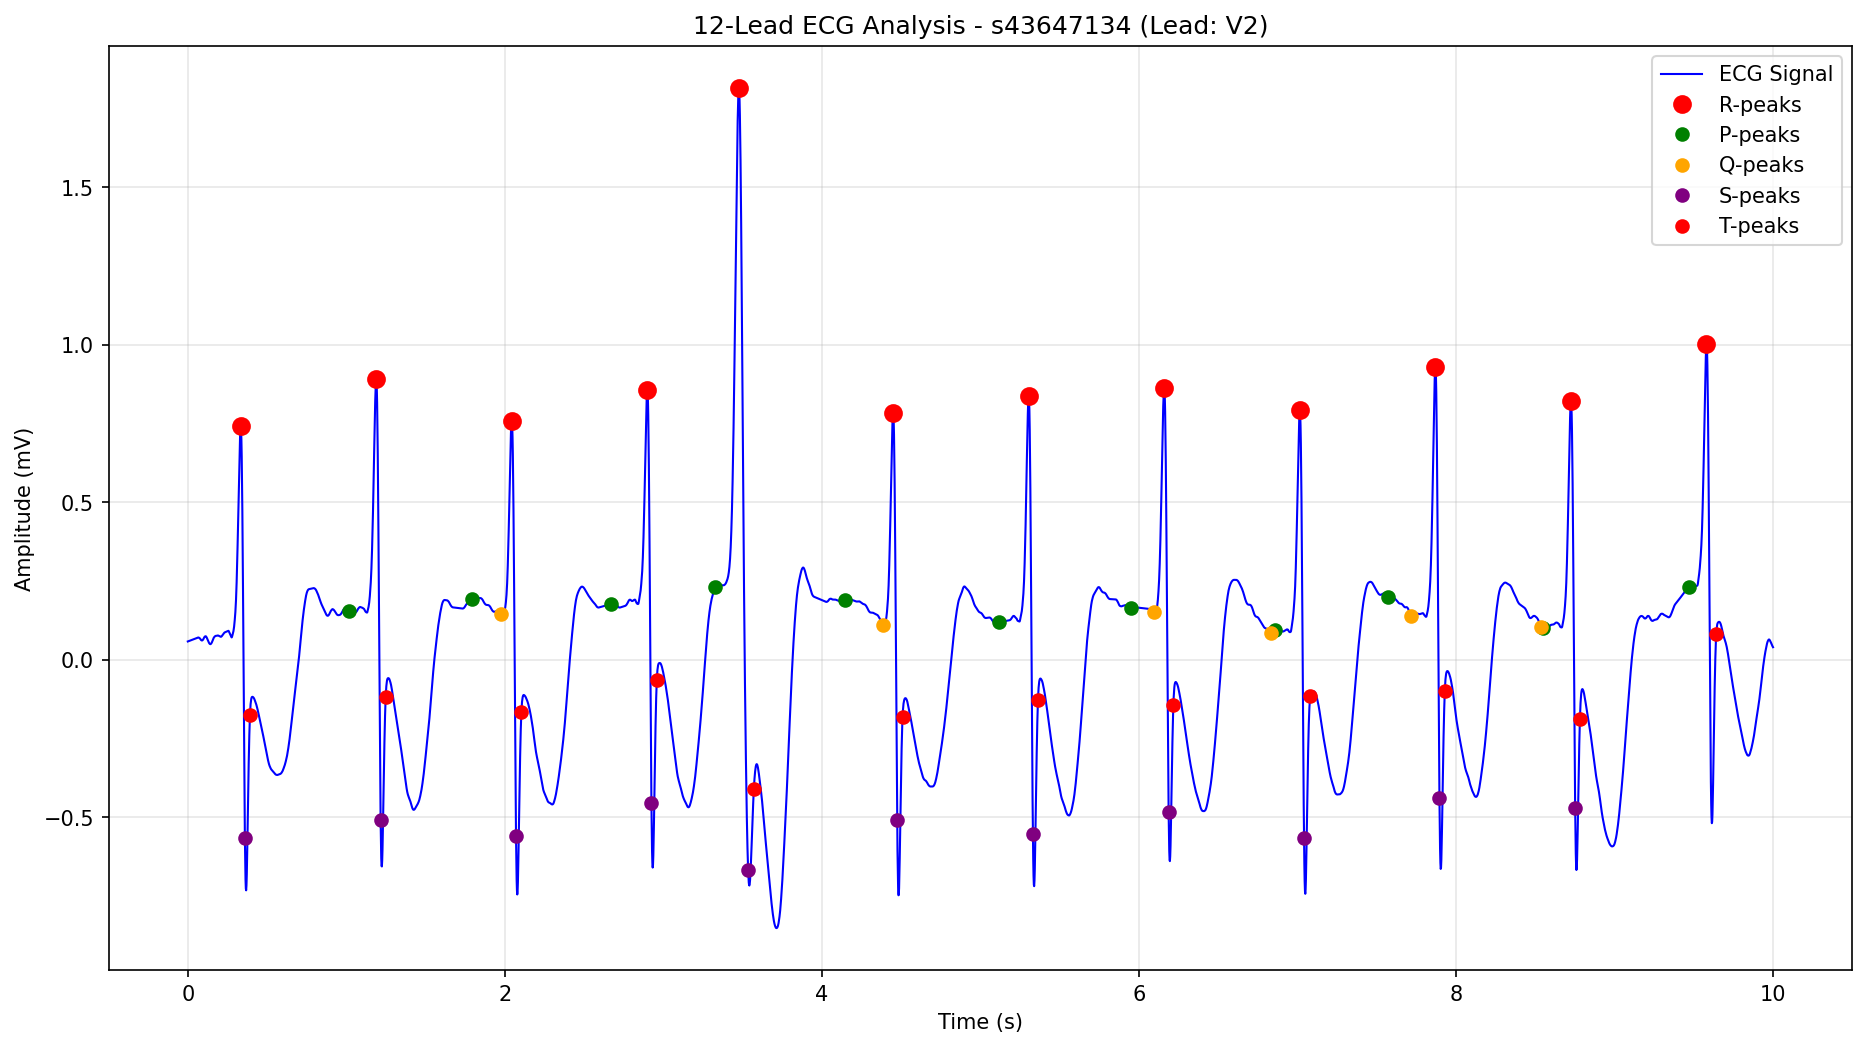 12-Lead ECG Analysis - s43647134 (Lead: V2)
ECG Signal
R-peaks
P-peaks
Q-peaks
S-peaks
T-peaks
Amplitude (mV)
1.5
1.0
0.5
0.0
−0.5
0 2 4 6 8 10
Time (s)